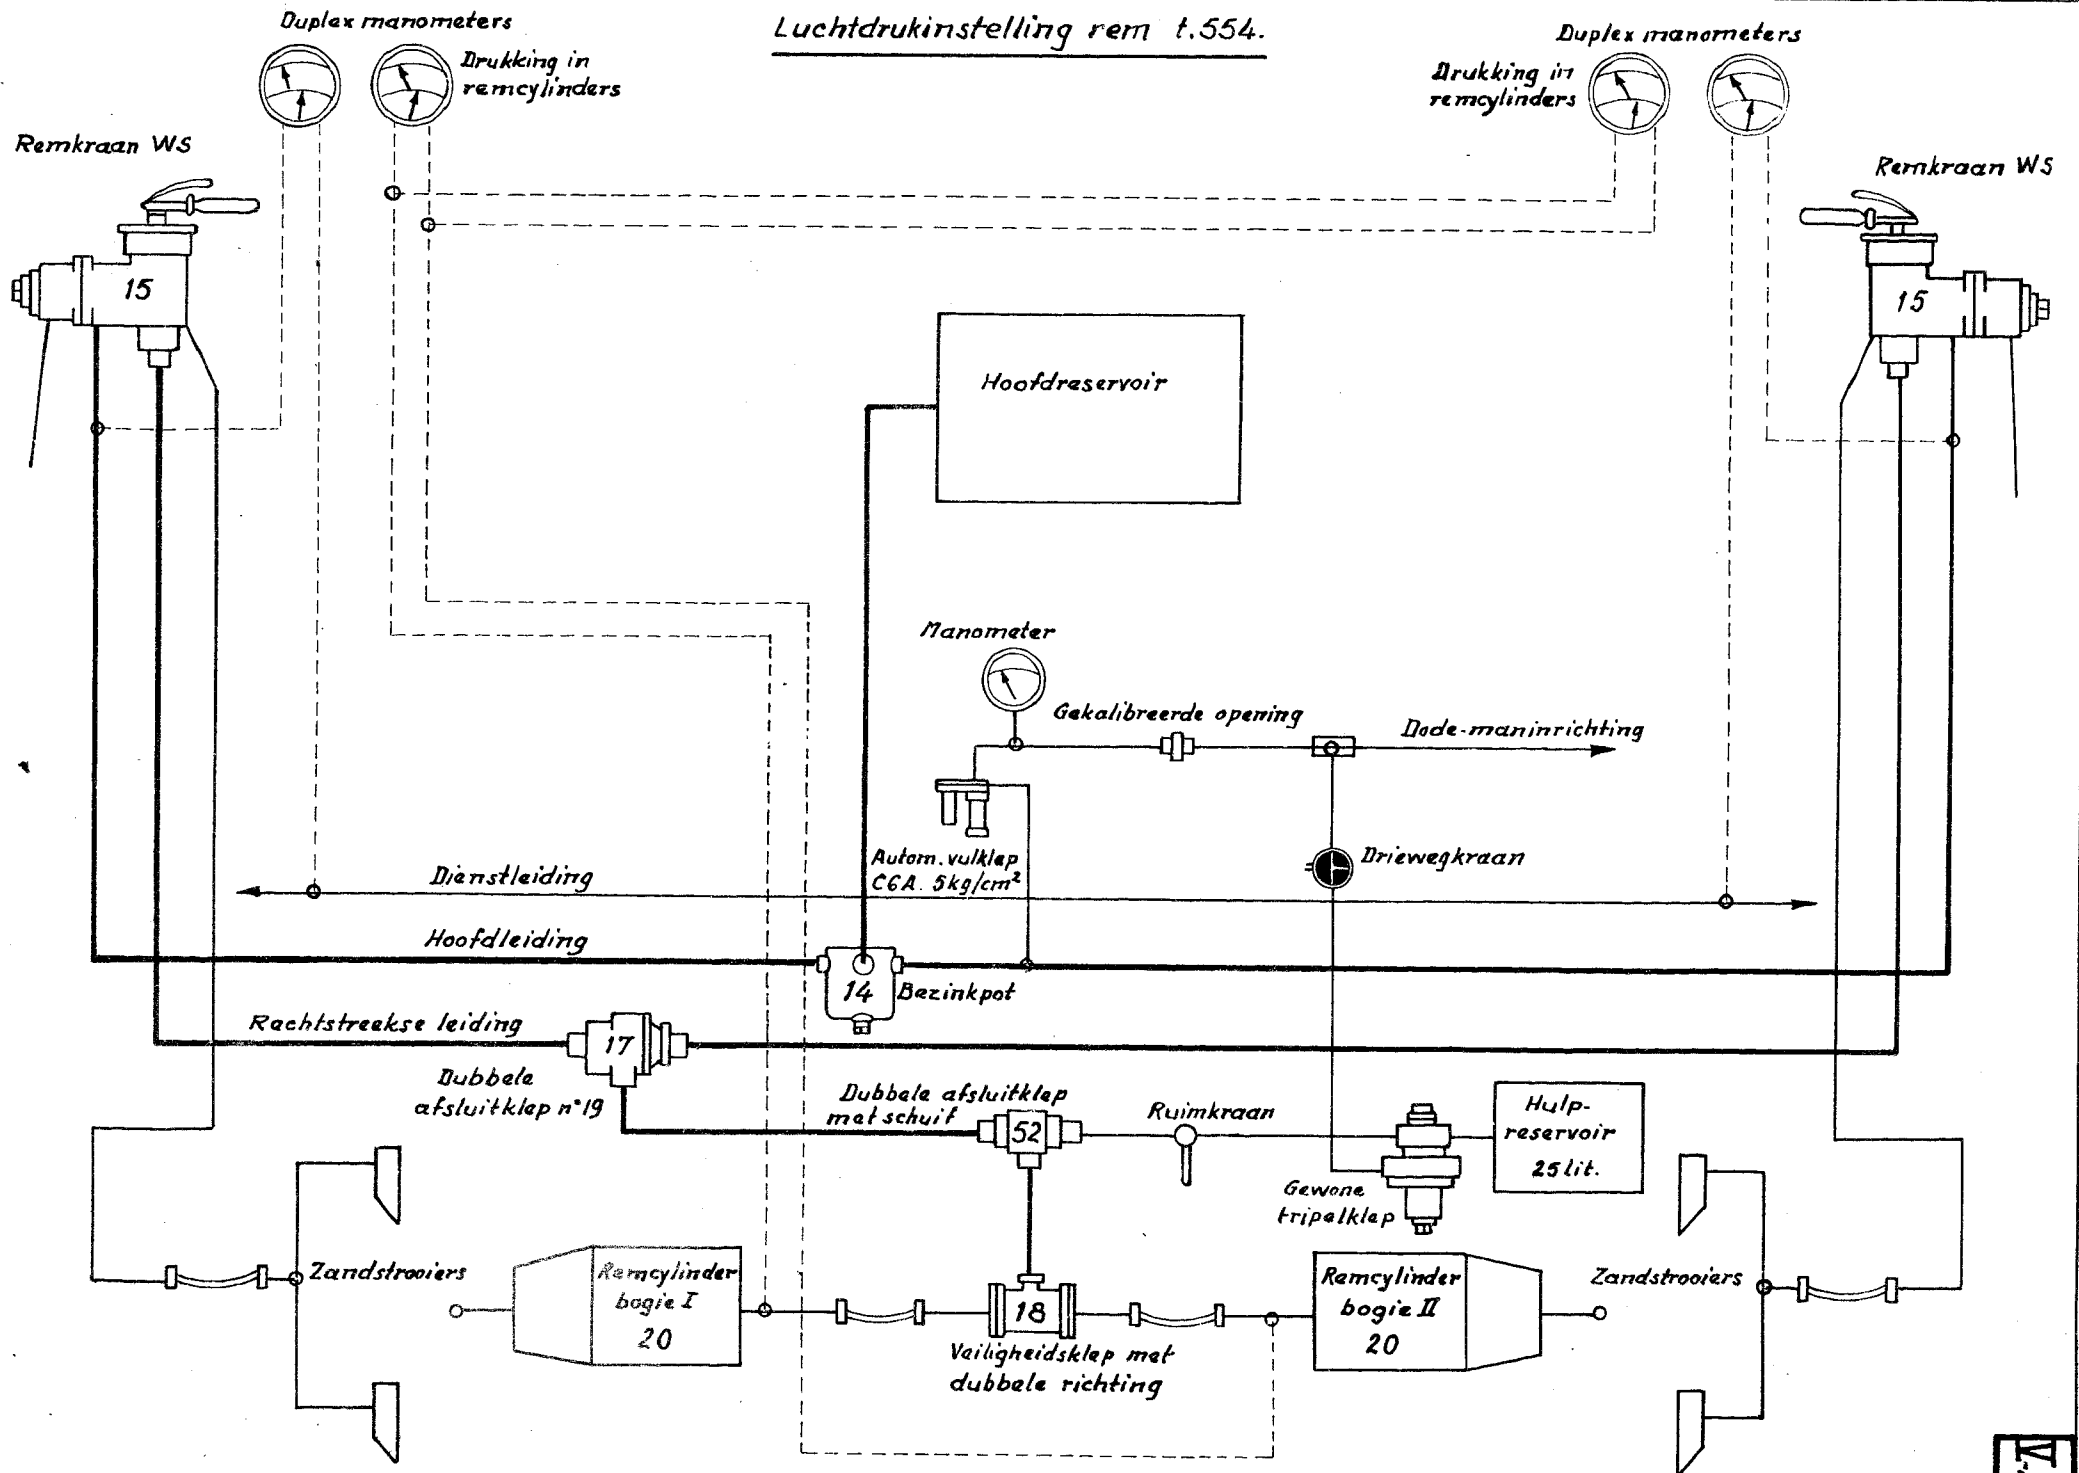 Luchtdrukinstelling rem t.554.
Duplex manometers
Drukking in
remcylinders
Duplex manometers
Drukking in
remcylinders
Remkraan WS
Remkraan WS
15
15
Hoofdreservoir
Manometer
Gekalibreerde opening
Dode-maninrichting
Autom. vulklep
C6A. 5kg/cm²
Driewegkraan
Dienstleiding
Hoofdleiding
14
Bezinkpot
Rechtstreekse leiding
17
Dubbele
afsluitklep n°19
Dubbele afsluitklep
met schuif
52
Ruimkraan
Hulp-
reservoir
25 lit.
Gewone
tripelklep
Zandstrooiers
Remcylinder
bogie I
20
18
Veiligheidsklep met
dubbele richting
Remcylinder
bogie II
20
Zandstrooiers